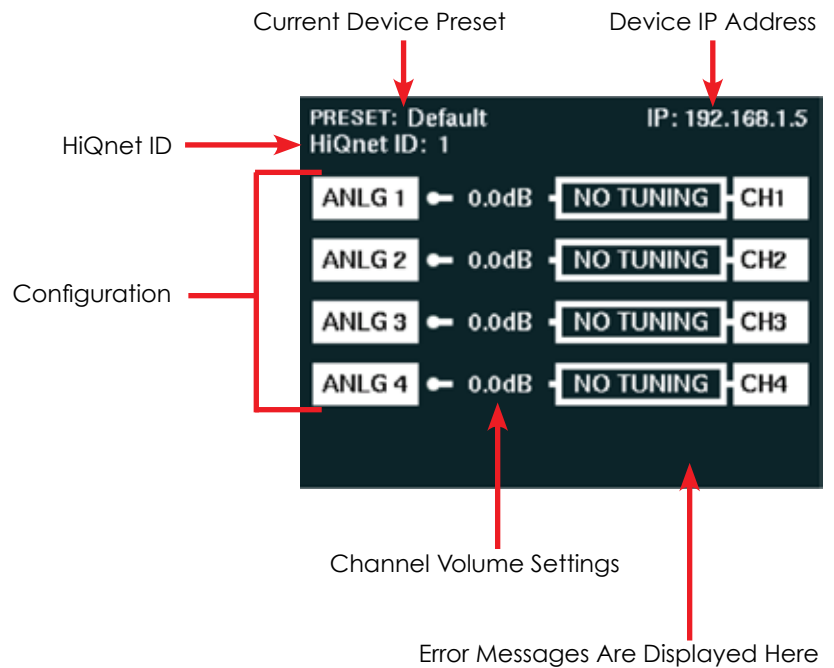 Current Device Preset
Device IP Address
PRESET: Default
IP: 192.168.1.5
HiQnet ID
HiQnet ID: 1
ANLG 1 0.0dB NO TUNING CH1
ANLG 2 0.0dB NO TUNING CH2
Configuration
ANLG 3 0.0dB NO TUNING CH3
ANLG 4 0.0dB NO TUNING CH4
Channel Volume Settings
Error Messages Are Displayed Here